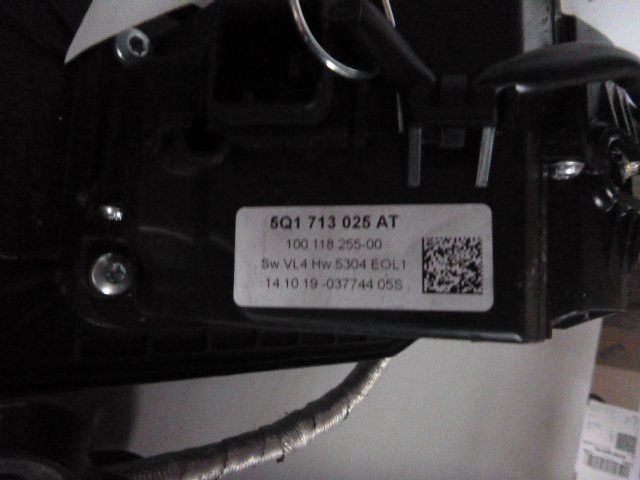 5Q1 713 025 AT
100.118.255-00
Sw VL4 Hw 5304 EOL1
14.10.19 -037744 05S